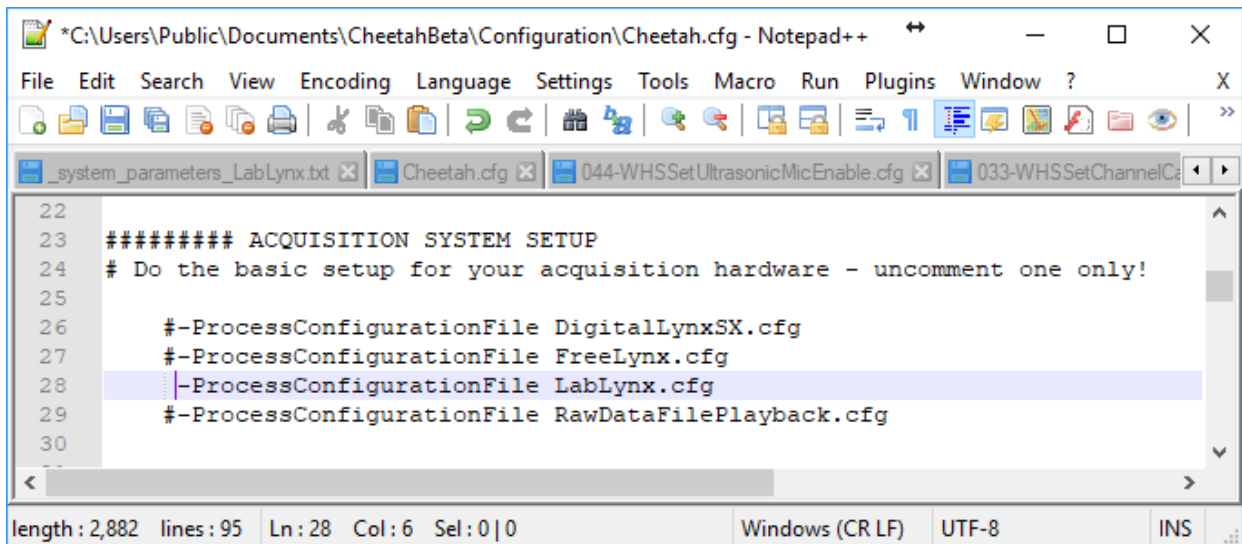 *C:\Users\Public\Documents\CheetahBeta\Configuration\Cheetah.cfg - Notepad++
File Edit Search View Encoding Language Settings Tools Macro Run Plugins Window ? X
_system_parameters_LabLynx.txt Cheetah.cfg 044-WHSSetUltrasonicMicEnable.cfg 033-WHSSetChannelCa
22
23 ######### ACQUISITION SYSTEM SETUP
24 # Do the basic setup for your acquisition hardware - uncomment one only!
25
26 #-ProcessConfigurationFile DigitalLynxSX.cfg
27 #-ProcessConfigurationFile FreeLynx.cfg
28 -ProcessConfigurationFile LabLynx.cfg
29 #-ProcessConfigurationFile RawDataFilePlayback.cfg
30
length : 2,882 lines : 95 Ln : 28 Col : 6 Sel : 0 | 0 Windows (CR LF) UTF-8 INS